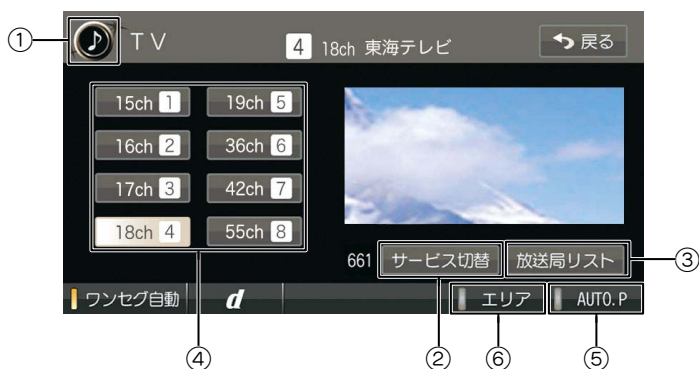 ①
TV
4 18ch 東海テレビ
戻る
15ch 1
19ch 5
16ch 2
36ch 6
17ch 3
42ch 7
18ch 4
55ch 8
661 サービス切替 放送局リスト
③
ワンセグ自動
d
エリア
AUTO.P
④
②
⑥
⑤